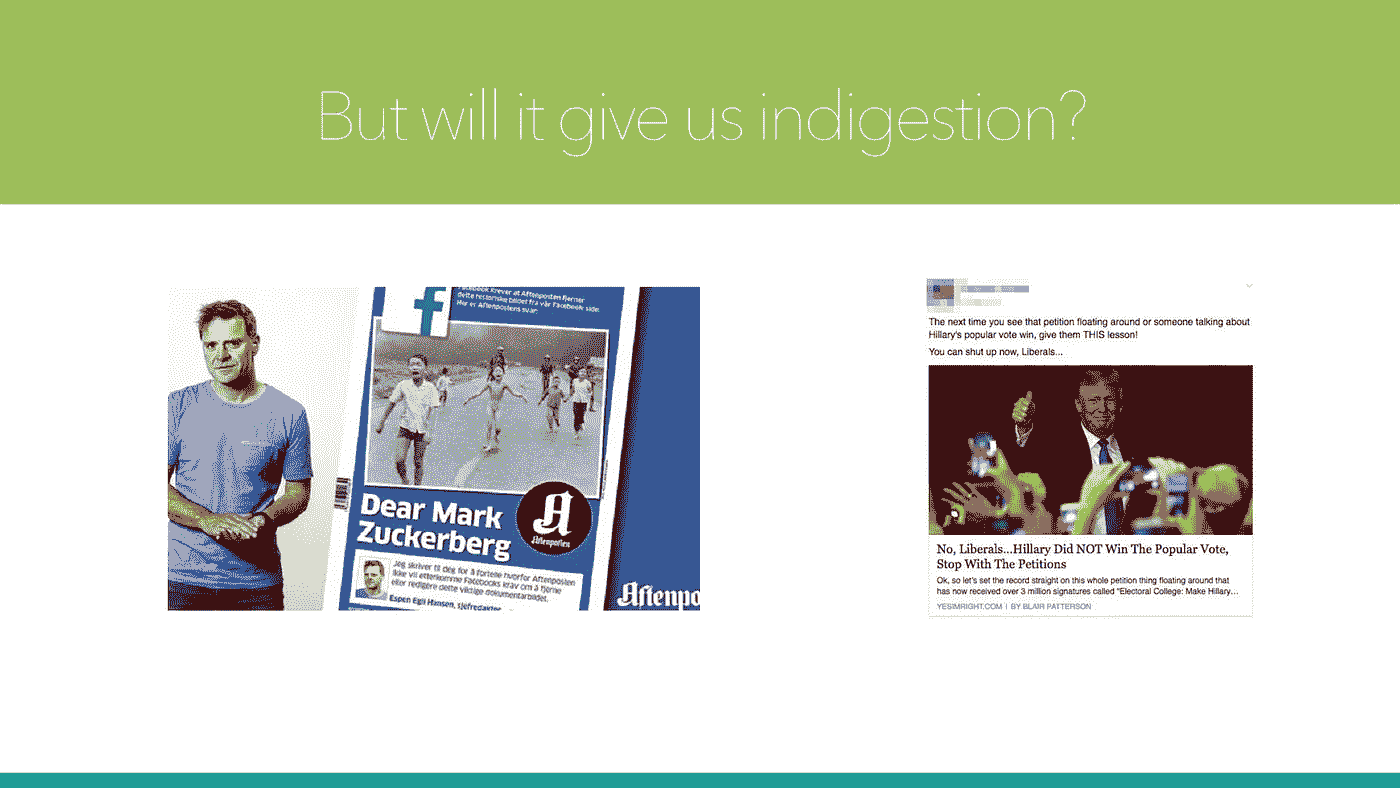 But will it give us indigestion?
Facebook krever at Aftenposten fjerner
dette historiske bildet fra vår Facebook-side.
Her er Aftenpostens svar:
Dear Mark
Zuckerberg
A
Aftenposten
Jeg skriver til deg for å fortelle hvorfor Aftenposten
ikke vil etterkomme Facebooks krav om å fjerne
eller redigere dette viktige dokumentarbildet.
Espen Egil Hansen, sjefredaktør
Aftenpo
The next time you see that petition floating around or someone talking about
Hillary's popular vote win, give them THIS lesson!
You can shut up now, Liberals...
No, Liberals...Hillary Did NOT Win The Popular Vote,
Stop With The Petitions
Ok, so let's set the record straight on this whole petition thing floating around that
has now received over 3 million signatures called "Electoral College: Make Hillary...
YESIMRIGHT.COM | BY BLAIR PATTERSON